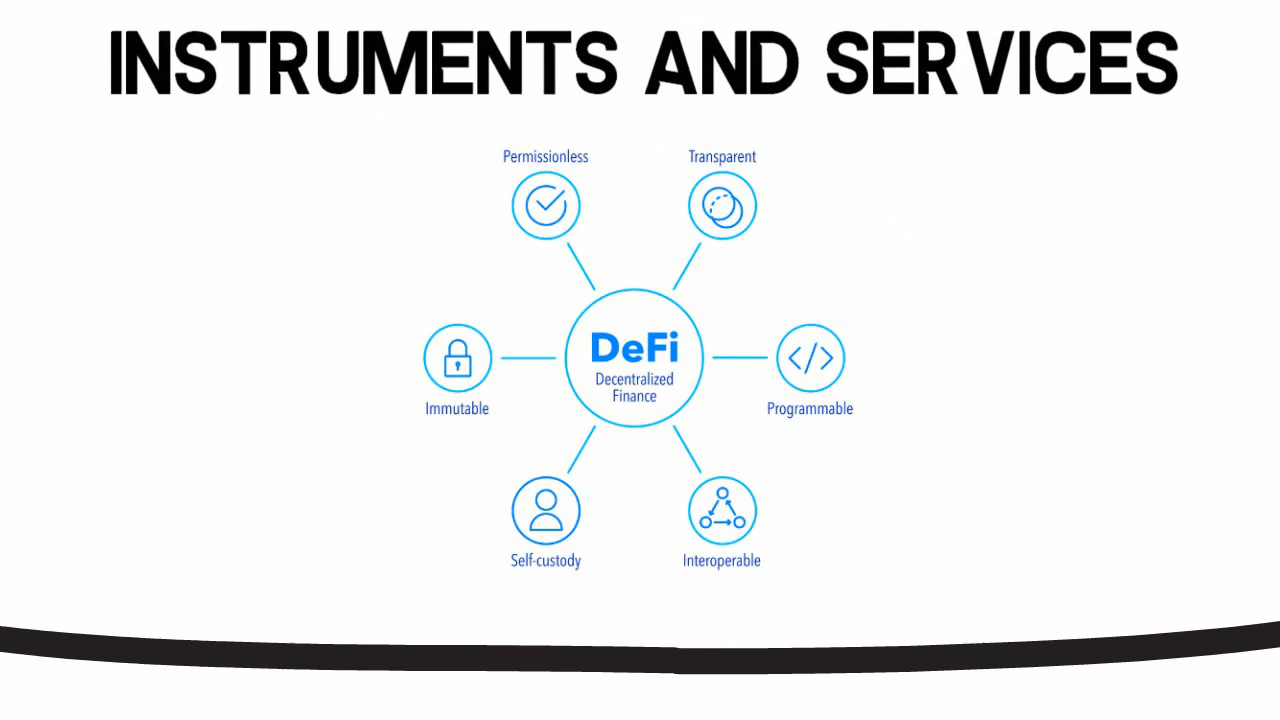 INSTRUMENTS AND SERVICES
Permissionless
Transparent
DeFi
Decentralized
Finance
Immutable
Programmable
Self-custody
Interoperable